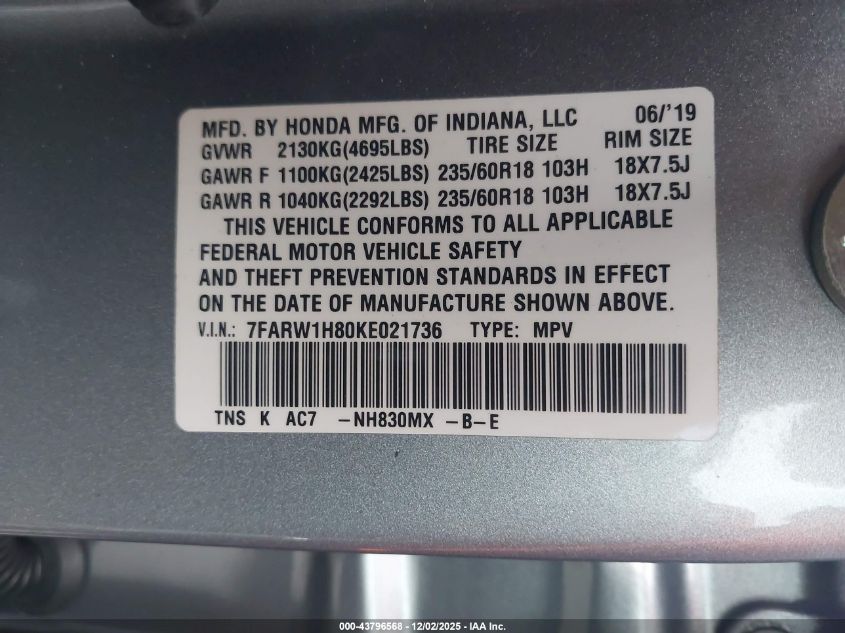 MFD. BY HONDA MFG. OF INDIANA, LLC 06/'19
GVWR 2130KG(4695LBS) TIRE SIZE RIM SIZE
GAWR F 1100KG(2425LBS) 235/60R18 103H 18X7.5J
GAWR R 1040KG(2292LBS) 235/60R18 103H 18X7.5J
THIS VEHICLE CONFORMS TO ALL APPLICABLE
FEDERAL MOTOR VEHICLE SAFETY
AND THEFT PREVENTION STANDARDS IN EFFECT
ON THE DATE OF MANUFACTURE SHOWN ABOVE.
V.I.N.: 7FARW1H80KE021736 TYPE: MPV
TNS K AC7 -NH830MX -B-E
000-43796568 - 12/02/2025 - IAA Inc.